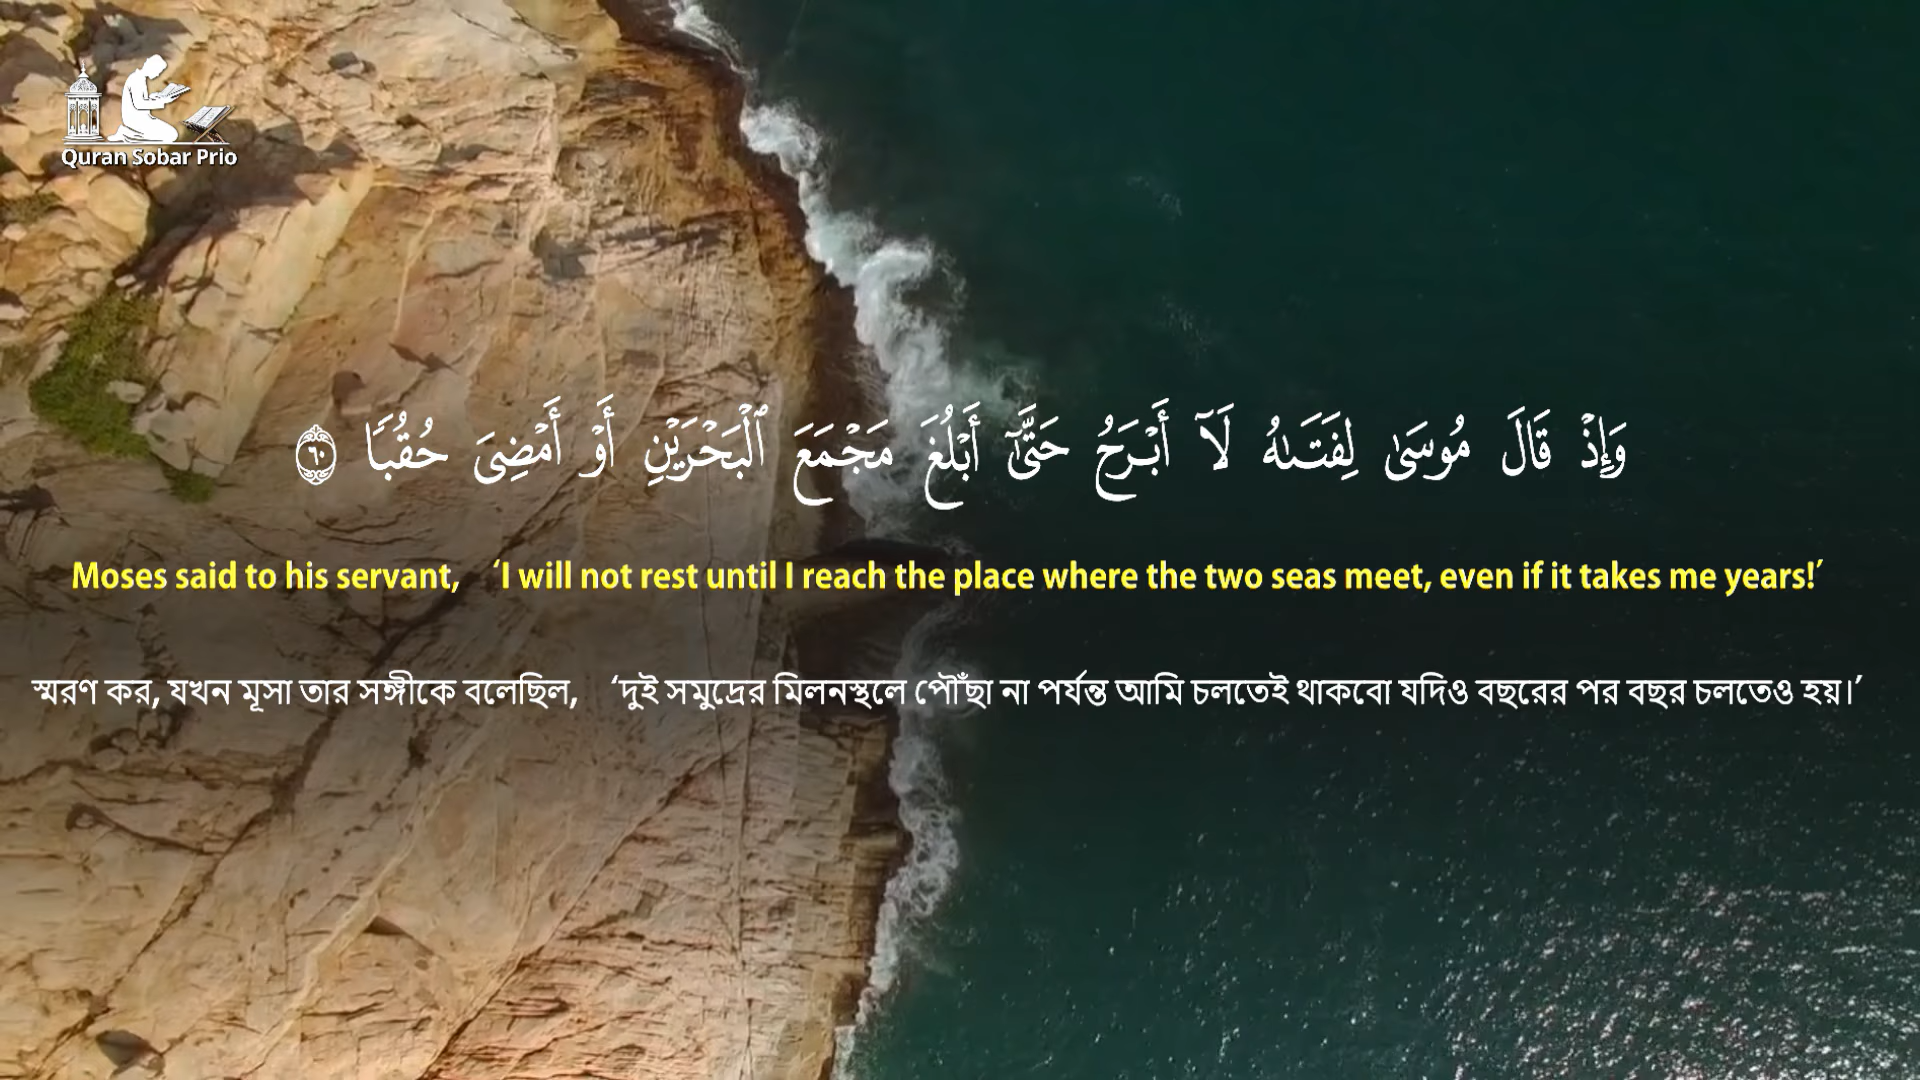 Quran Sobar Prio
وَإِذْ قَالَ مُوسَىٰ لِفَتَىٰهُ لَآ أَبْرَحُ حَتَّىٰٓ أَبْلُغَ مَجْمَعَ ٱلْبَحْرَيْنِ أَوْ أَمْضِىَ حُقُبًا ٦٠
Moses said to his servant, ‘I will not rest until I reach the place where the two seas meet, even if it takes me years!’
স্মরণ কর, যখন মূসা তার সঙ্গীকে বলেছিল, ‘দুই সমুদ্রের মিলনস্থলে পৌঁছা না পর্যন্ত আমি চলতেই থাকবো যদিও বছরের পর বছর চলতেও হয়।’